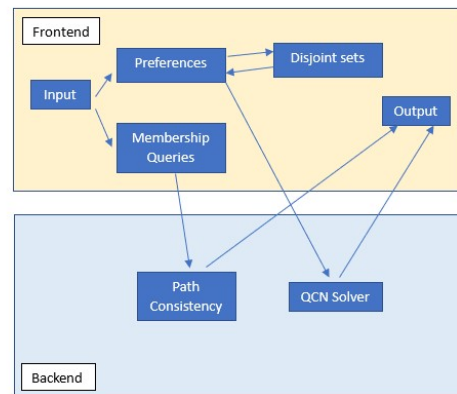 Frontend
Preferences
Disjoint sets
Input
Output
Membership
Queries
Path
Consistency
QCN Solver
Backend